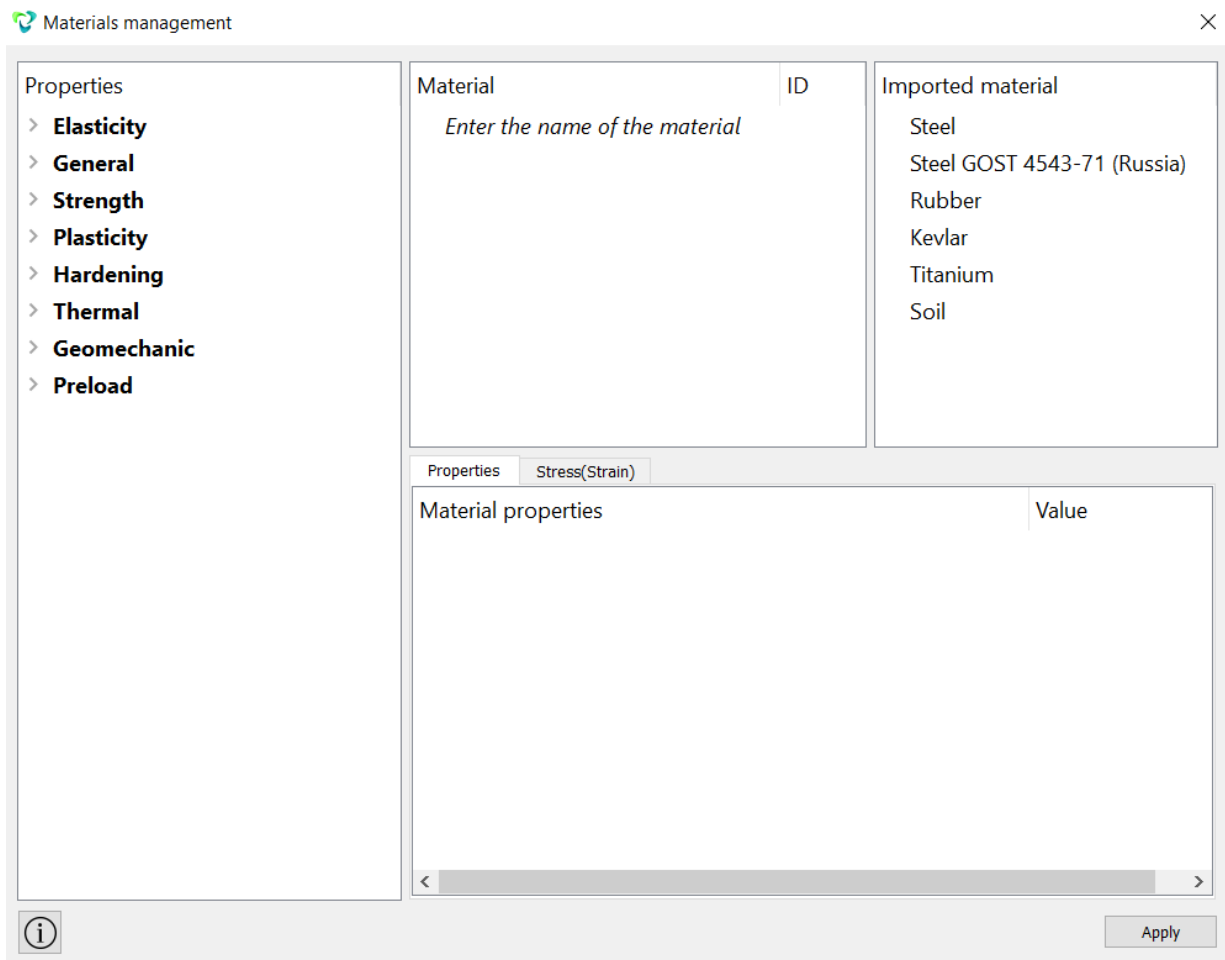 Materials management
Properties
Elasticity
General
Strength
Plasticity
Hardening
Thermal
Geomechanic
Preload
Material ID
Enter the name of the material
Imported material
Steel
Steel GOST 4543-71 (Russia)
Rubber
Kevlar
Titanium
Soil
Properties Stress(Strain)
Material properties Value
Apply